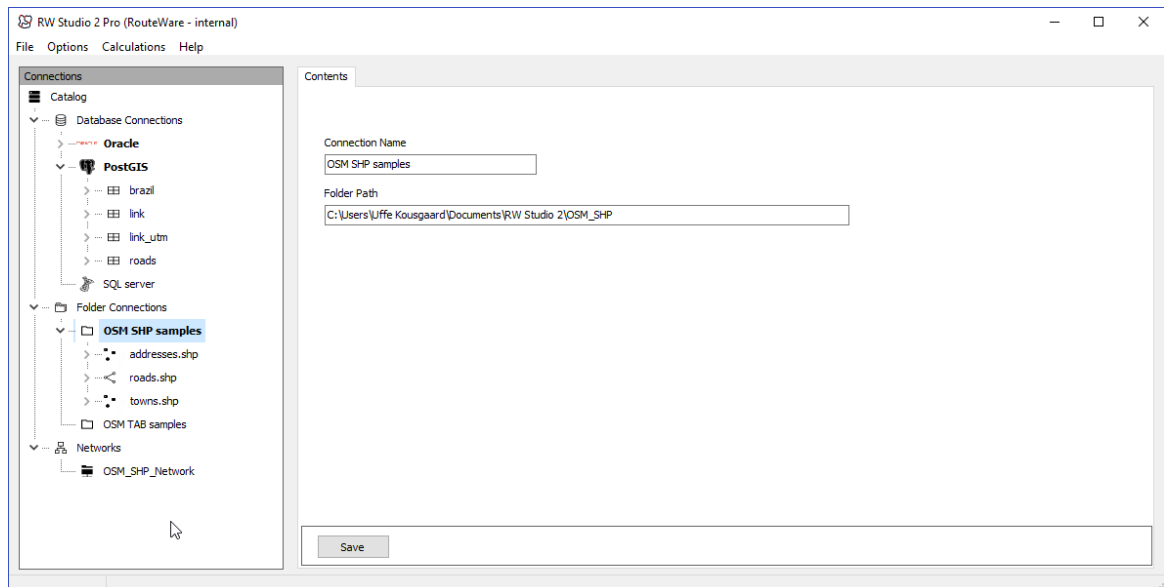 RW Studio 2 Pro (RouteWare - internal)
File Options Calculations Help
Connections
Catalog
Database Connections
ORACLE Oracle
PostGIS
brazil
link
link_utm
roads
SQL server
Folder Connections
OSM SHP samples
addresses.shp
roads.shp
towns.shp
OSM TAB samples
Networks
OSM_SHP_Network
Contents
Connection Name
OSM SHP samples
Folder Path
C:\Users\Uffe Kousgaard\Documents\RW Studio 2\OSM_SHP
Save